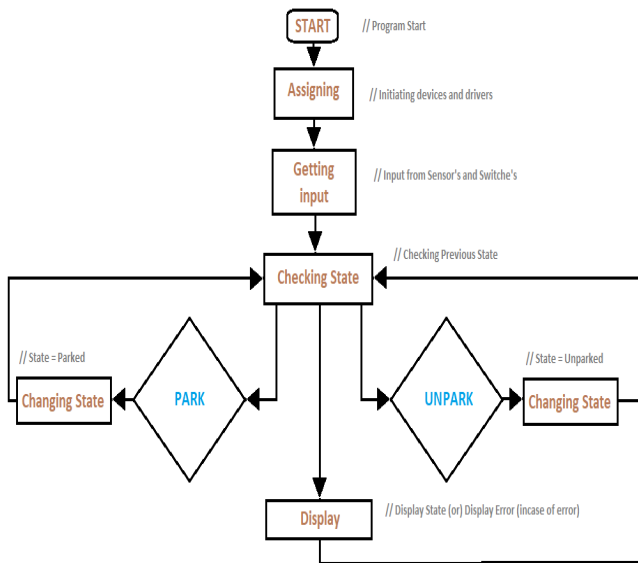 START
// Program Start
Assigning
// Initiating devices and drivers
Getting
input
// Input from Sensor's and Switche's
// Checking Previous State
Checking State
// State = Parked
// State = Unparked
Changing State
PARK
UNPARK
Changing State
Display
// Display State (or) Display Error (incase of error)